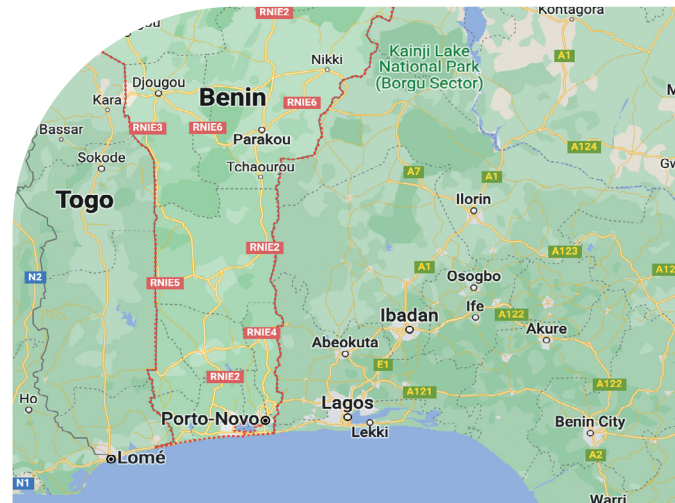 RNIE2
Kontagora
Kainji Lake
National Park
(Borgu Sector)
A1
Nikki
Djougou
Benin
Kara
RNIE6
RNIE3
RNIE6
Bassar
Parakou
A124
Sokode
Tchaourou
A7
A1
Togo
Ilorin
RNIE2
A123
A1
N2
Osogbo
RNIE5
Ibadan
Ife
A122
RNIE4
Abeokuta
Akure
E1
RNIE2
A122
A121
Ho
Lagos
Porto-Novo
Lekki
Benin City
Lomé
A2
N1
Warri